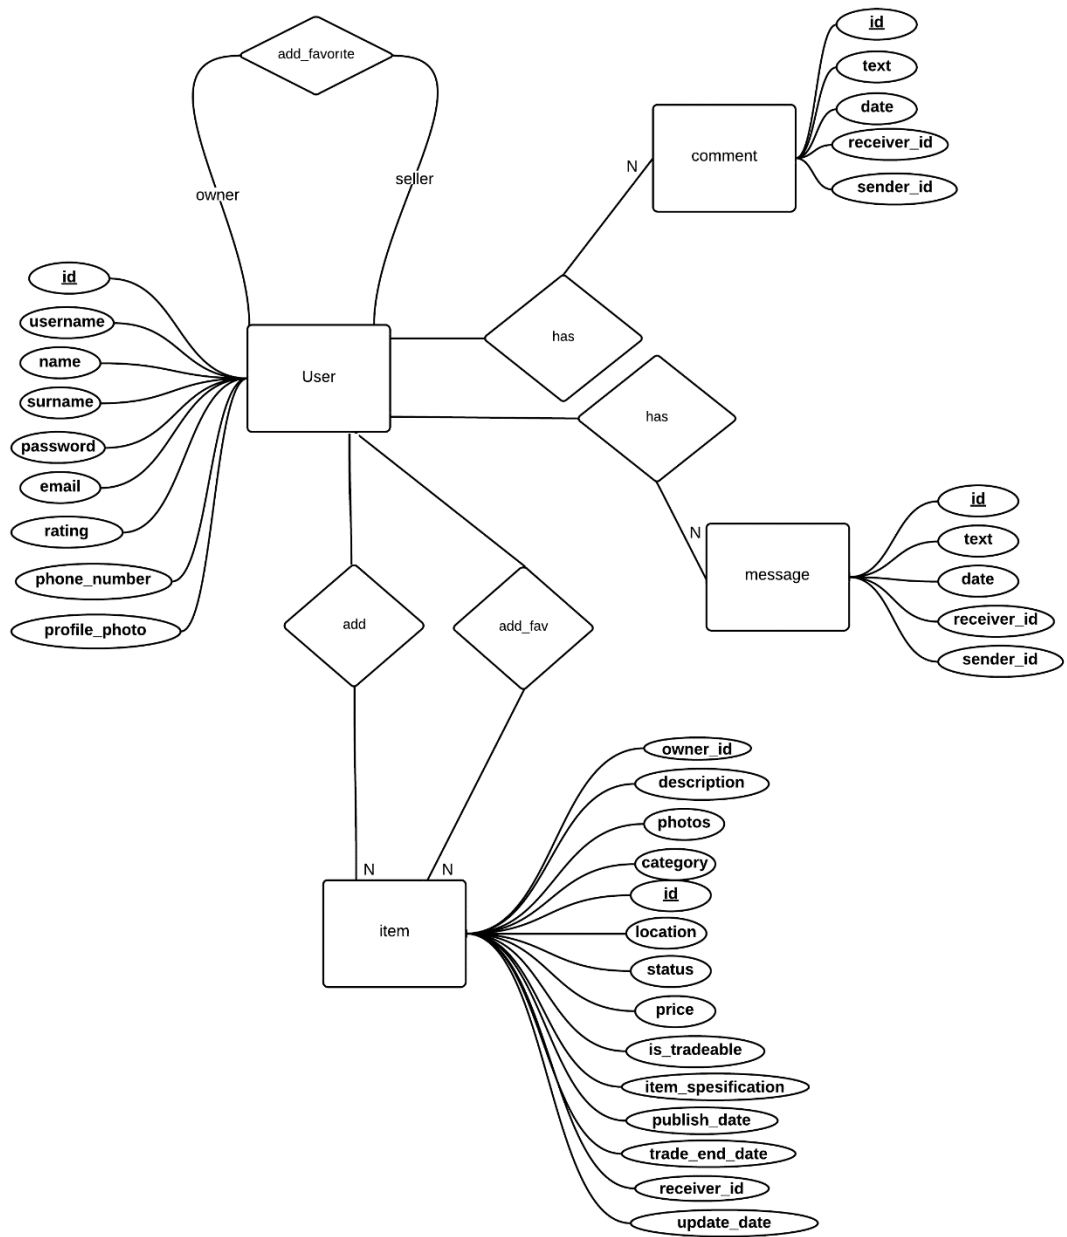 add_favorite
owner
seller
id
text
date
receiver_id
sender_id
comment
N
has
id
username
name
surname
password
email
rating
phone_number
profile_photo
User
has
N
message
id
text
date
receiver_id
sender_id
add
add_fav
N
N
item
owner_id
description
photos
category
id
location
status
price
is_tradeable
item_spesification
publish_date
trade_end_date
receiver_id
update_date